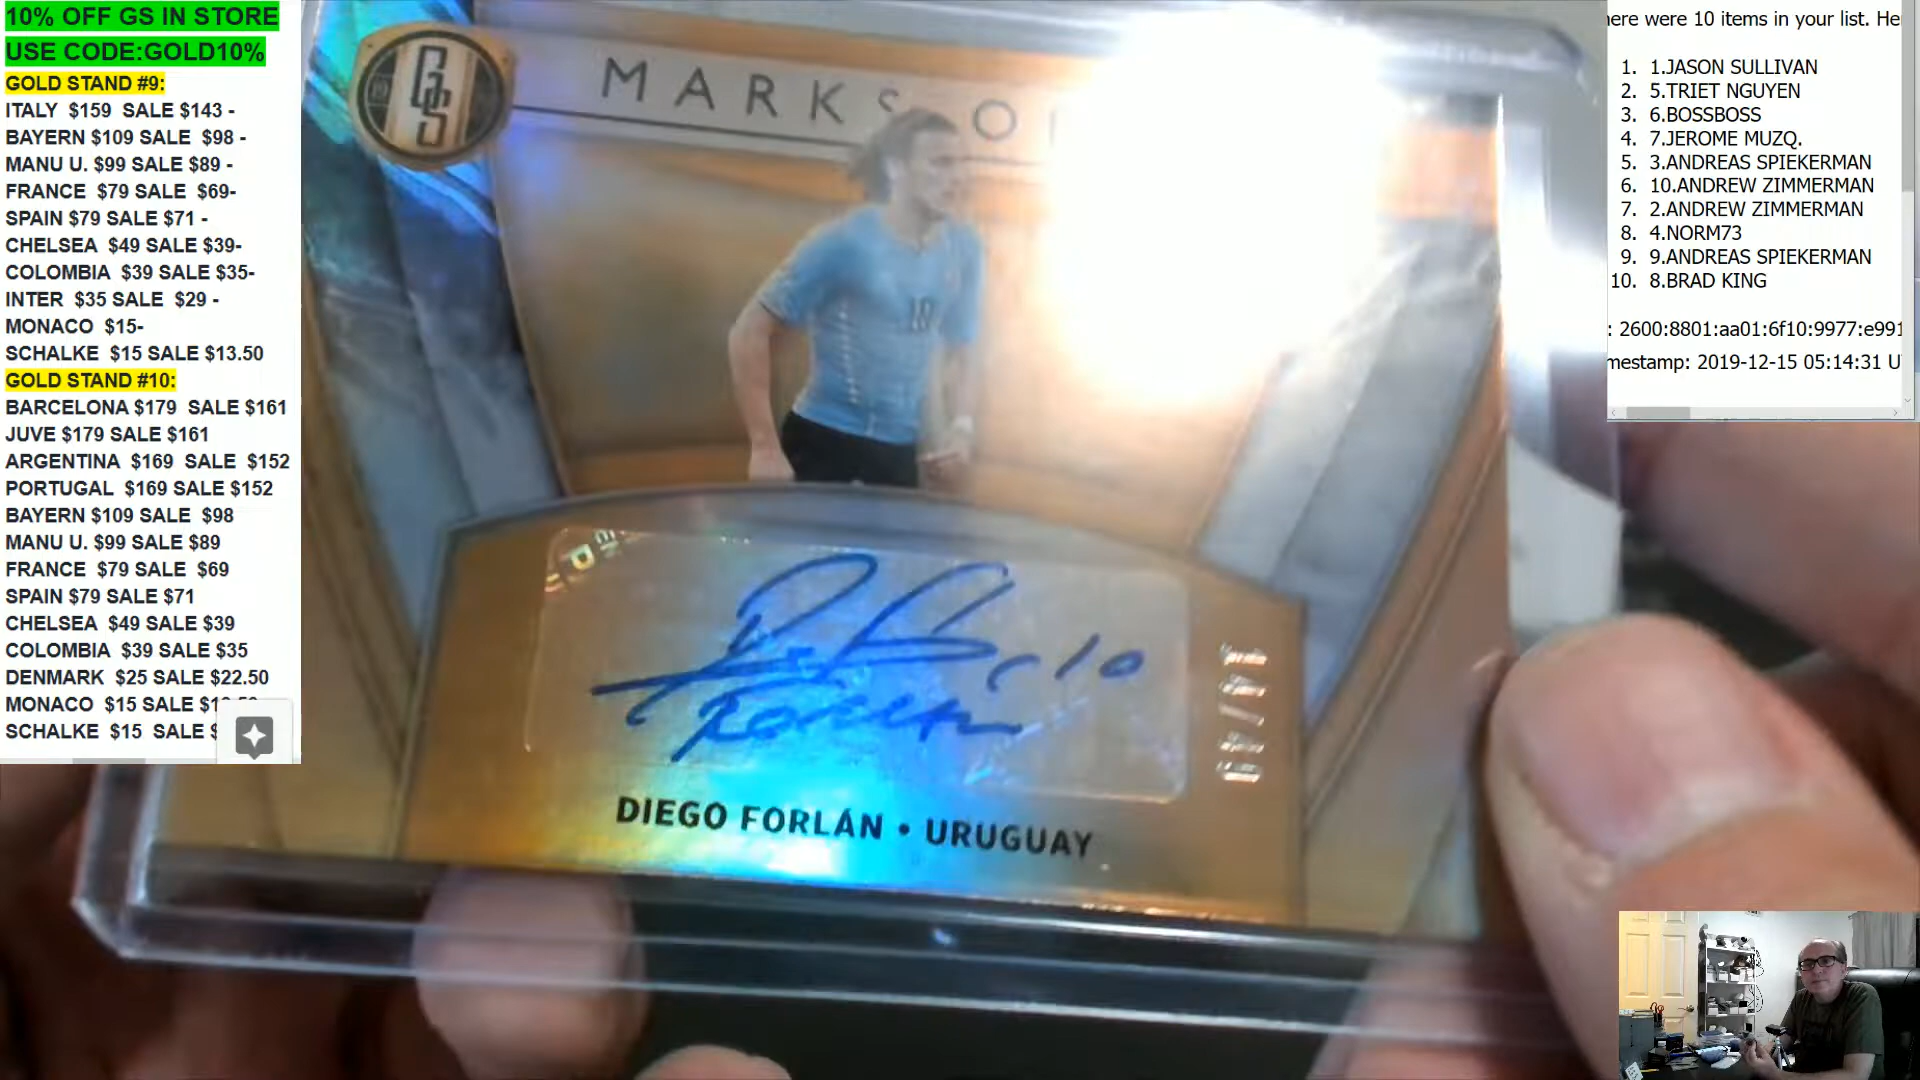 10% OFF GS IN STORE
USE CODE:GOLD10%
GOLD STAND #9:
ITALY $159 SALE $143 -
BAYERN $109 SALE $98 -
MANU U. $99 SALE $89 -
FRANCE $79 SALE $69-
SPAIN $79 SALE $71 -
CHELSEA $49 SALE $39-
COLOMBIA $39 SALE $35-
INTER $35 SALE $29 -
MONACO $15-
SCHALKE $15 SALE $13.50
GOLD STAND #10:
BARCELONA $179 SALE $161
JUVE $179 SALE $161
ARGENTINA $169 SALE $152
PORTUGAL $169 SALE $152
BAYERN $109 SALE $98
MANU U. $99 SALE $89
FRANCE $79 SALE $69
SPAIN $79 SALE $71
CHELSEA $49 SALE $39
COLOMBIA $39 SALE $35
DENMARK $25 SALE $22.50
MONACO $15 SALE
SCHALKE $15 SALE $
GS
MARKS O
10
Forlan
10
DIEGO FORLÁN • URUGUAY
ere were 10 items in your list. He
1. 1.JASON SULLIVAN
2. 5.TRIET NGUYEN
3. 6.BOSSBOSS
4. 7.JEROME MUZQ.
5. 3.ANDREAS SPIEKERMAN
6. 10.ANDREW ZIMMERMAN
7. 2.ANDREW ZIMMERMAN
8. 4.NORM73
9. 9.ANDREAS SPIEKERMAN
10. 8.BRAD KING
: 2600:8801:aa01:6f10:9977:e991
mestamp: 2019-12-15 05:14:31 U